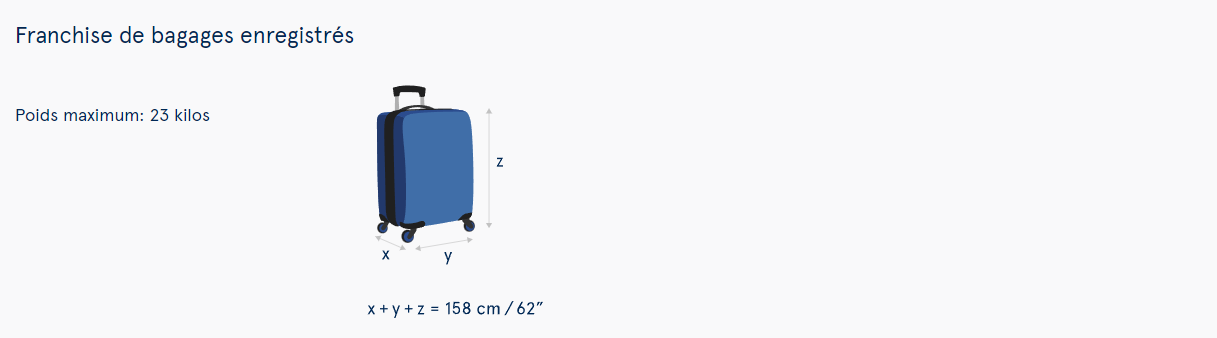 Franchise de bagages enregistrés
Poids maximum: 23 kilos
z
x
y
x + y + z = 158 cm / 62”